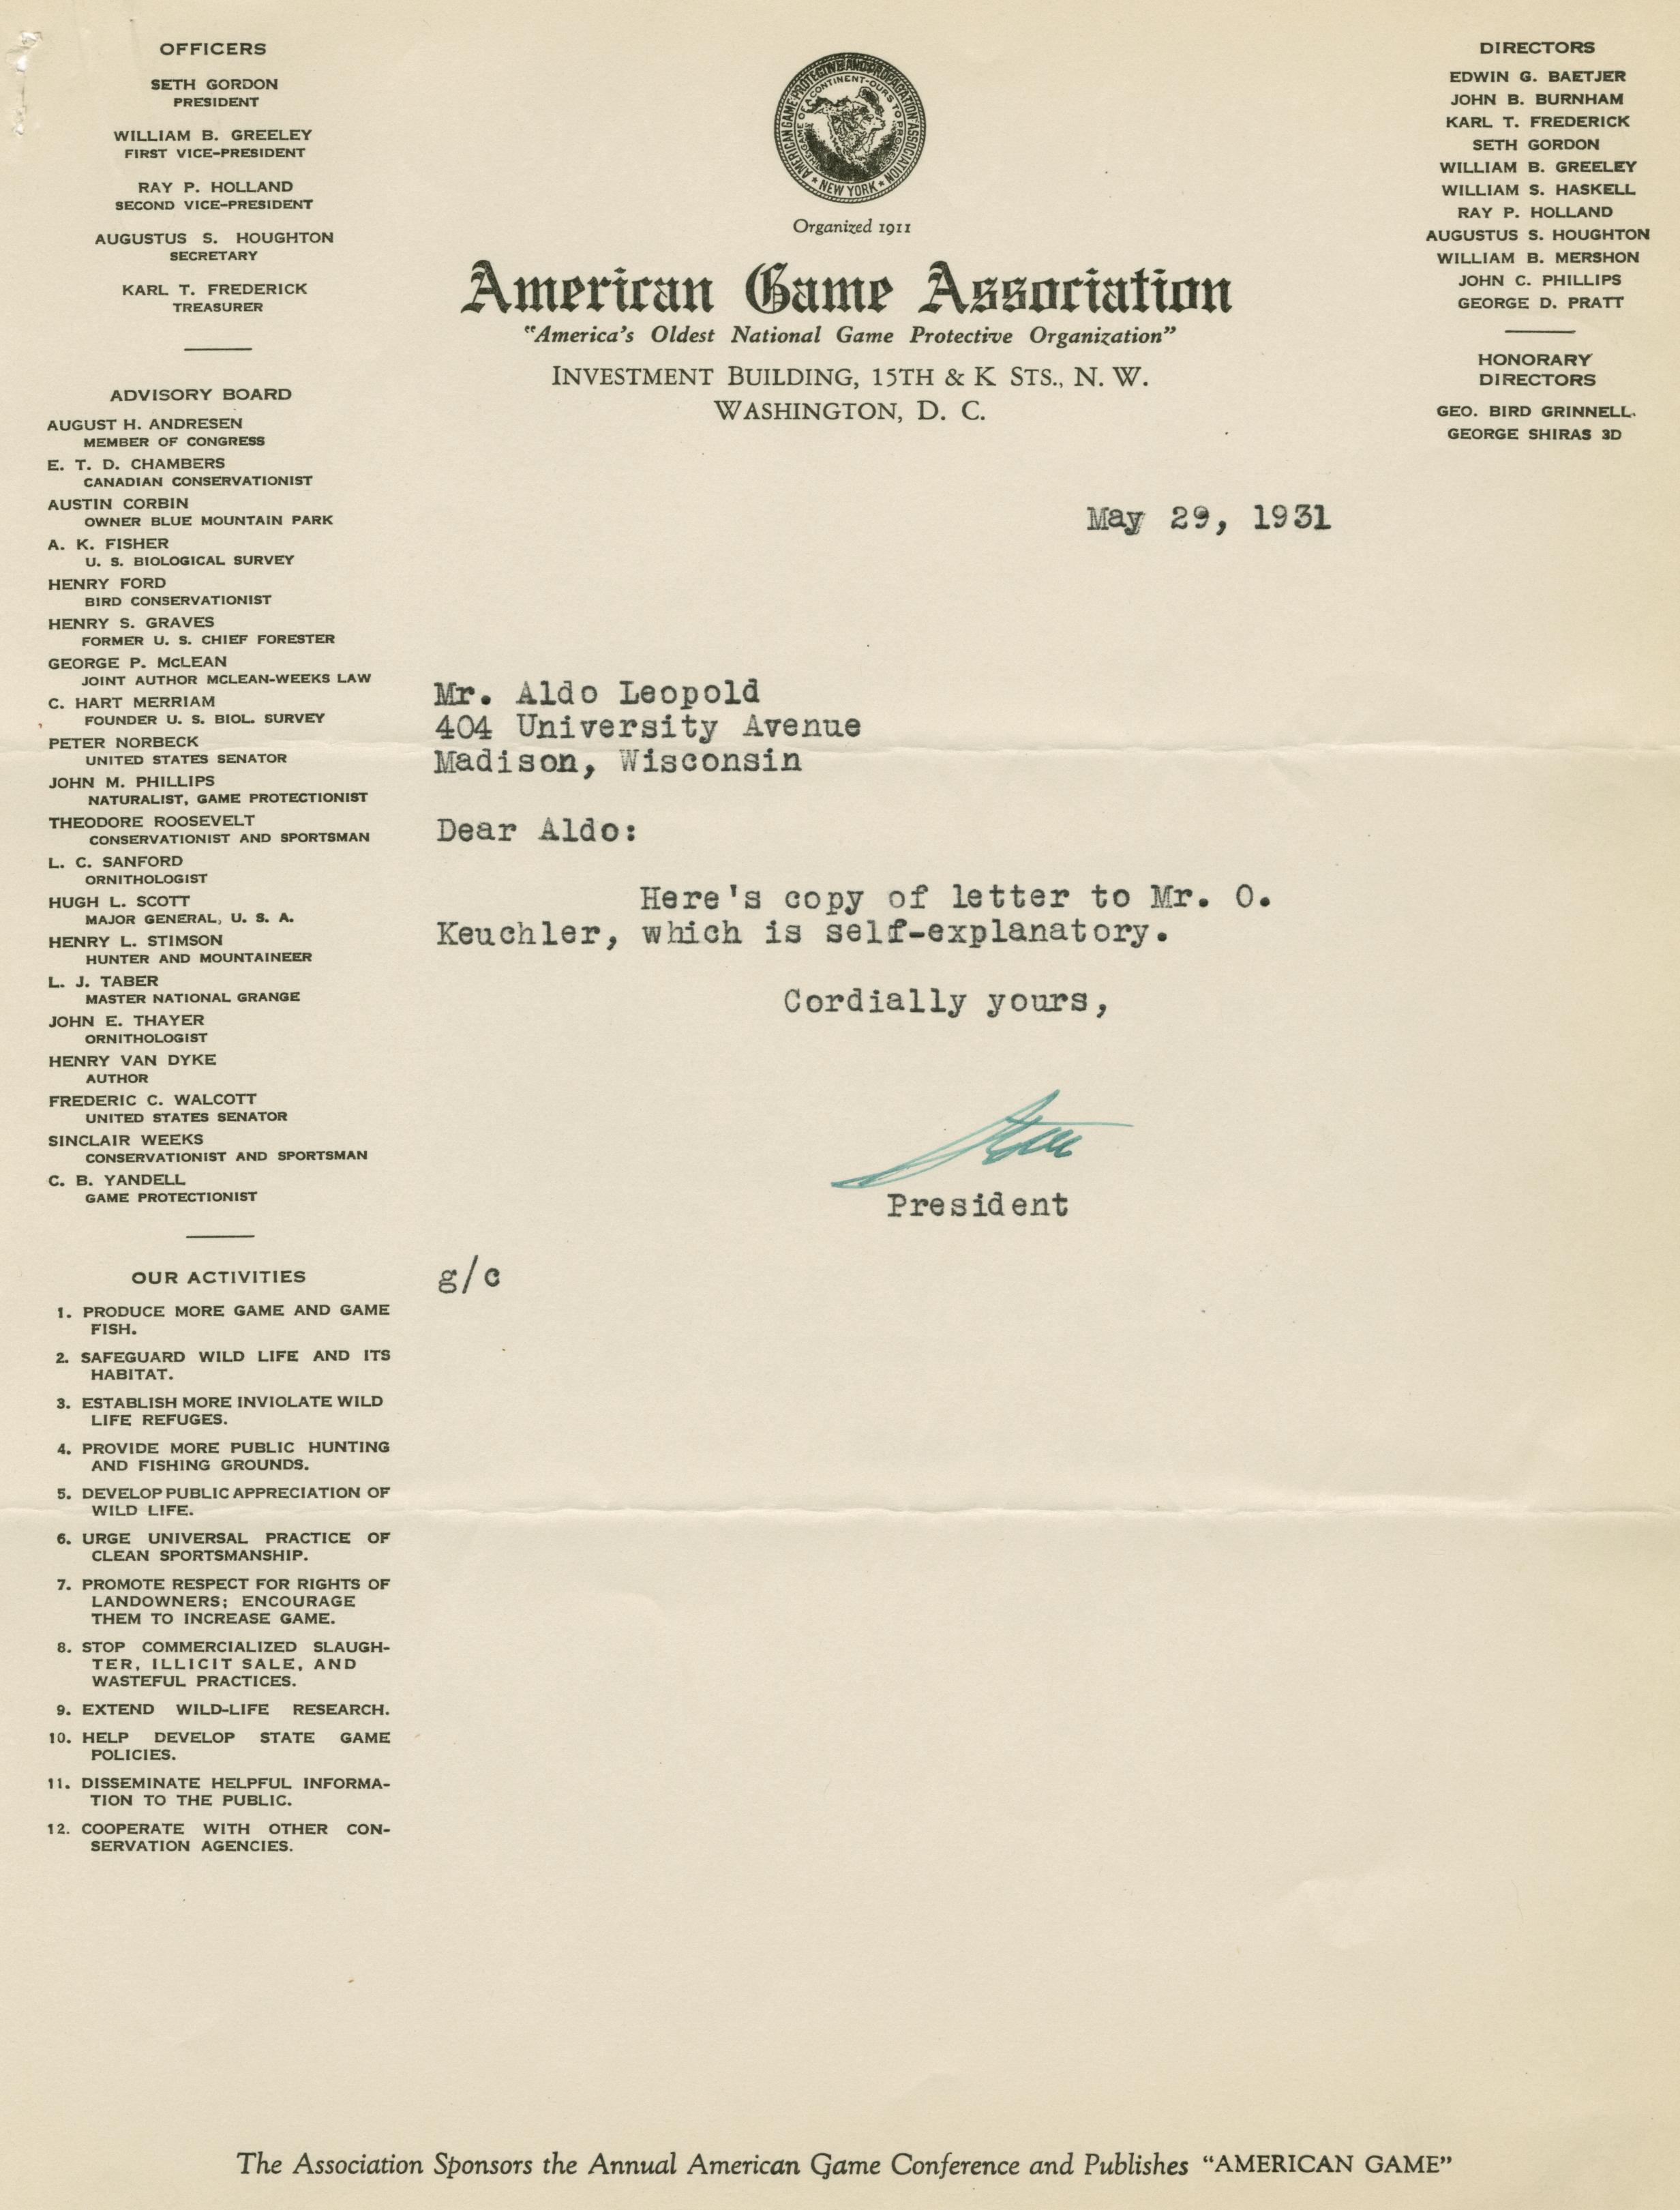 OFFICERS
SETH GORDON
PRESIDENT
WILLIAM B. GREELEY
FIRST VICE-PRESIDENT
RAY P. HOLLAND
SECOND VICE-PRESIDENT
AUGUSTUS S. HOUGHTON
SECRETARY
KARL T. FREDERICK
TREASURER
ADVISORY BOARD
AUGUST H. ANDRESEN
MEMBER OF CONGRESS
E. T. D. CHAMBERS
CANADIAN CONSERVATIONIST
AUSTIN CORBIN
OWNER BLUE MOUNTAIN PARK
A. K. FISHER
U. S. BIOLOGICAL SURVEY
HENRY FORD
BIRD CONSERVATIONIST
HENRY S. GRAVES
FORMER U. S. CHIEF FORESTER
GEORGE P. McLEAN
JOINT AUTHOR MCLEAN-WEEKS LAW
C. HART MERRIAM
FOUNDER U. S. BIOL. SURVEY
PETER NORBECK
UNITED STATES SENATOR
JOHN M. PHILLIPS
NATURALIST, GAME PROTECTIONIST
THEODORE ROOSEVELT
CONSERVATIONIST AND SPORTSMAN
L. C. SANFORD
ORNITHOLOGIST
HUGH L. SCOTT
MAJOR GENERAL, U. S. A.
HENRY L. STIMSON
HUNTER AND MOUNTAINEER
L. J. TABER
MASTER NATIONAL GRANGE
JOHN E. THAYER
ORNITHOLOGIST
HENRY VAN DYKE
AUTHOR
FREDERIC C. WALCOTT
UNITED STATES SENATOR
SINCLAIR WEEKS
CONSERVATIONIST AND SPORTSMAN
C. B. YANDELL
GAME PROTECTIONIST
OUR ACTIVITIES
1. PRODUCE MORE GAME AND GAME
FISH.
2. SAFEGUARD WILD LIFE AND ITS
HABITAT.
3. ESTABLISH MORE INVIOLATE WILD
LIFE REFUGES.
4. PROVIDE MORE PUBLIC HUNTING
AND FISHING GROUNDS.
5. DEVELOP PUBLIC APPRECIATION OF
WILD LIFE.
6. URGE UNIVERSAL PRACTICE OF
CLEAN SPORTSMANSHIP.
7. PROMOTE RESPECT FOR RIGHTS OF
LANDOWNERS; ENCOURAGE
THEM TO INCREASE GAME.
8. STOP COMMERCIALIZED SLAUGH-
TER, ILLICIT SALE, AND
WASTEFUL PRACTICES.
9. EXTEND WILD-LIFE RESEARCH.
10. HELP DEVELOP STATE GAME
POLICIES.
11. DISSEMINATE HELPFUL INFORMA-
TION TO THE PUBLIC.
12. COOPERATE WITH OTHER CON-
SERVATION AGENCIES.
AMERICAN GAME PROTECTIVE AND PROPAGATION ASSOCIATION
NEW YORK
Organized 1911
American Game Association
"America's Oldest National Game Protective Organization"
INVESTMENT BUILDING, 15TH & K STS., N. W.
WASHINGTON, D. C.
DIRECTORS
EDWIN G. BAETJER
JOHN B. BURNHAM
KARL T. FREDERICK
SETH GORDON
WILLIAM B. GREELEY
WILLIAM S. HASKELL
RAY P. HOLLAND
AUGUSTUS S. HOUGHTON
WILLIAM B. MERSHON
JOHN C. PHILLIPS
GEORGE D. PRATT
HONORARY
DIRECTORS
GEO. BIRD GRINNELL
GEORGE SHIRAS 3D
May 29, 1931
Mr. Aldo Leopold
404 University Avenue
Madison, Wisconsin
Dear Aldo:
Here's copy of letter to Mr. O.
Keuchler, which is self-explanatory.
Cordially yours,
President
g/c
The Association Sponsors the Annual American Game Conference and Publishes "AMERICAN GAME"